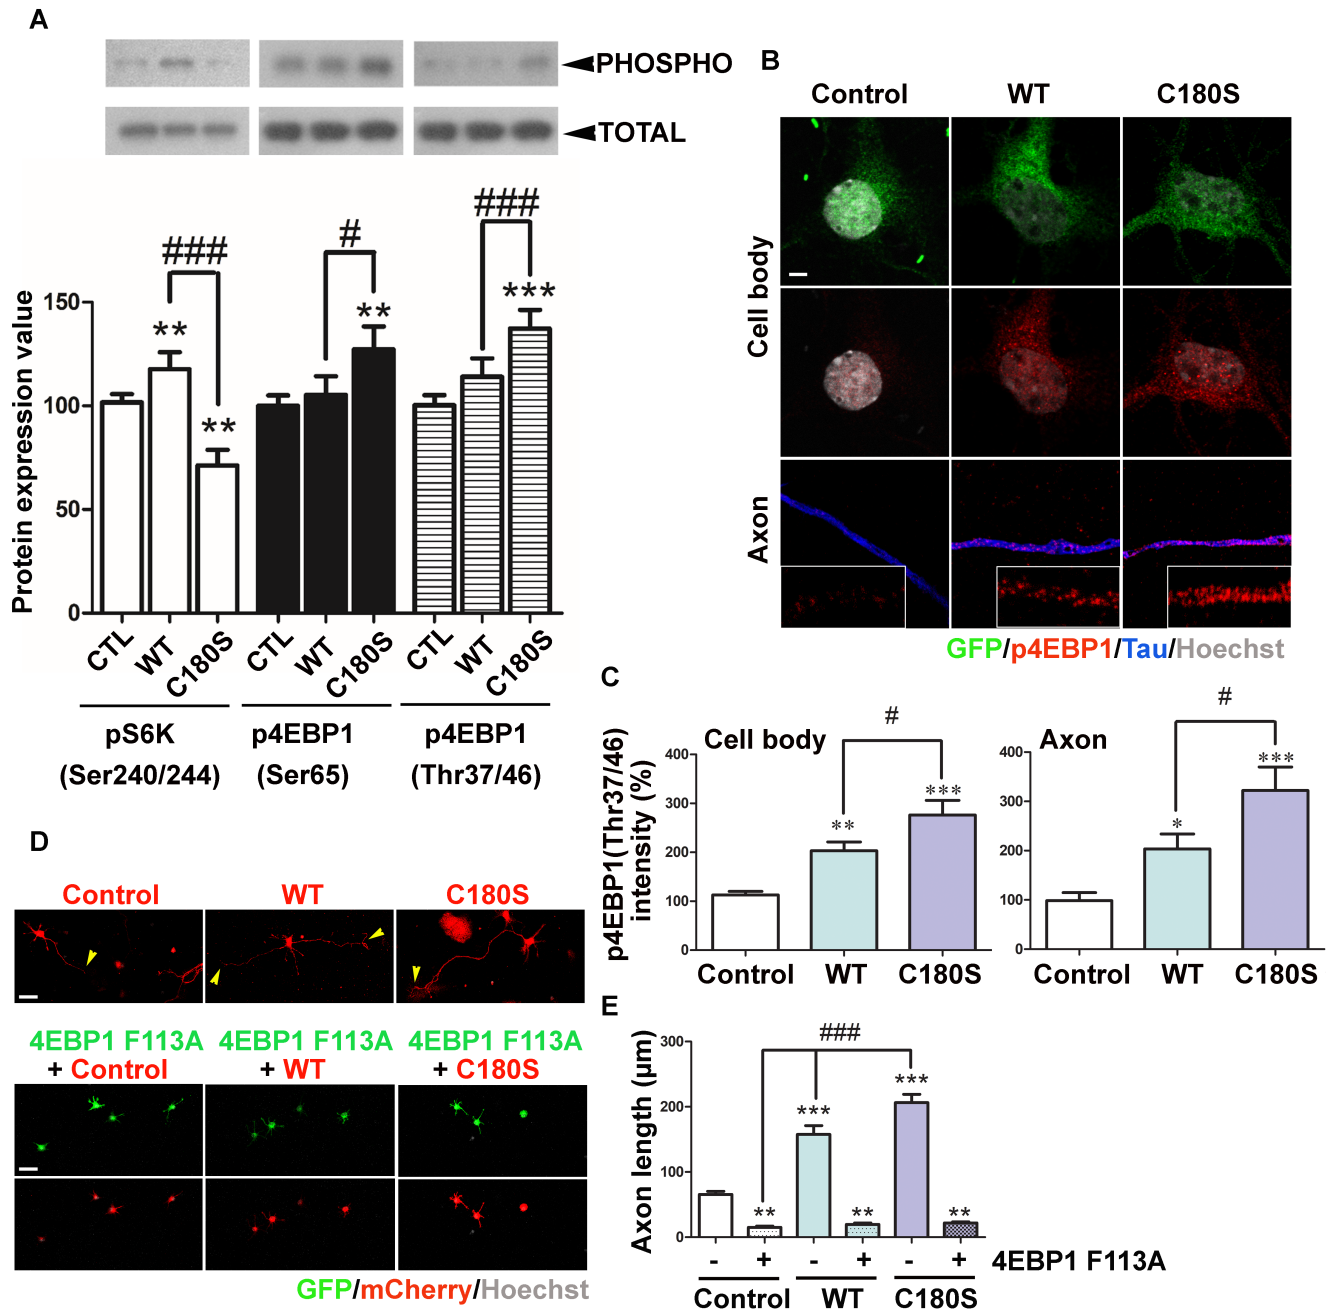 A
PHOSPHO
TOTAL
###
#
###
** ** ** ***
Protein expression value
150
100
50
0
CTL WT C180S CTL WT C180S CTL WT C180S
pS6K p4EBP1 p4EBP1
(Ser240/244) (Ser65) (Thr37/46)
B
Control WT C180S
Cell body
Axon
GFP/p4EBP1/Tau/Hoechst
C
p4EBP1(Thr37/46)
intensity (%)
Cell body
#
** ***
400
300
200
100
0
Control WT C180S
Axon
#
* ***
400
300
200
100
0
Control WT C180S
D
Control WT C180S
4EBP1 F113A 4EBP1 F113A 4EBP1 F113A
+ Control + WT + C180S
GFP/mCherry/Hoechst
E
Axon length (µm)
###
300
200
100
0
** *** ** *** **
- + - + - + 4EBP1 F113A
Control WT C180S